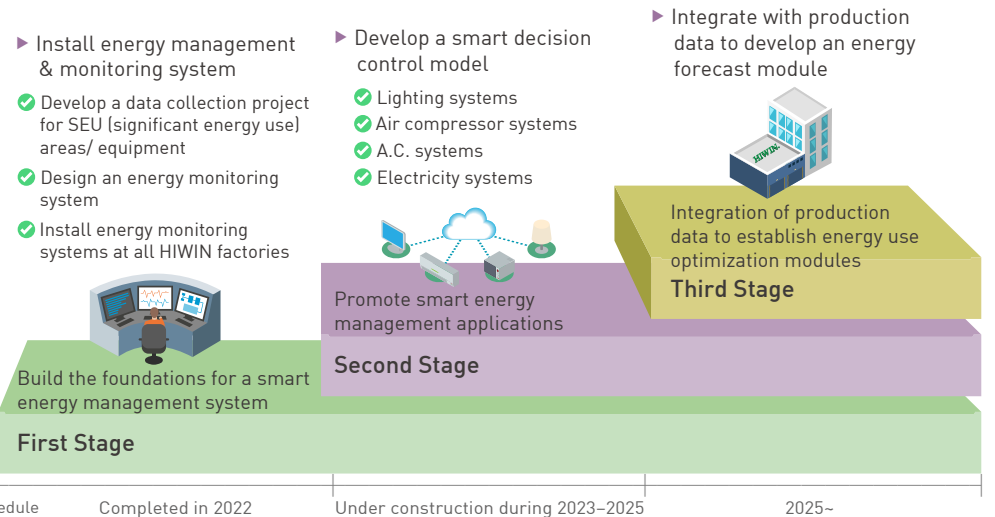 Install energy management
& monitoring system
Develop a data collection project
for SEU (significant energy use)
areas/ equipment
Design an energy monitoring
system
Install energy monitoring
systems at all HIWIN factories
Build the foundations for a smart
energy management system
First Stage
Develop a smart decision
control model
Lighting systems
Air compressor systems
A.C. systems
Electricity systems
Promote smart energy
management applications
Second Stage
Integrate with production
data to develop an energy
forecast module
HIWIN
Integration of production
data to establish energy use
optimization modules
Third Stage
edule
Completed in 2022
Under construction during 2023–2025
2025~